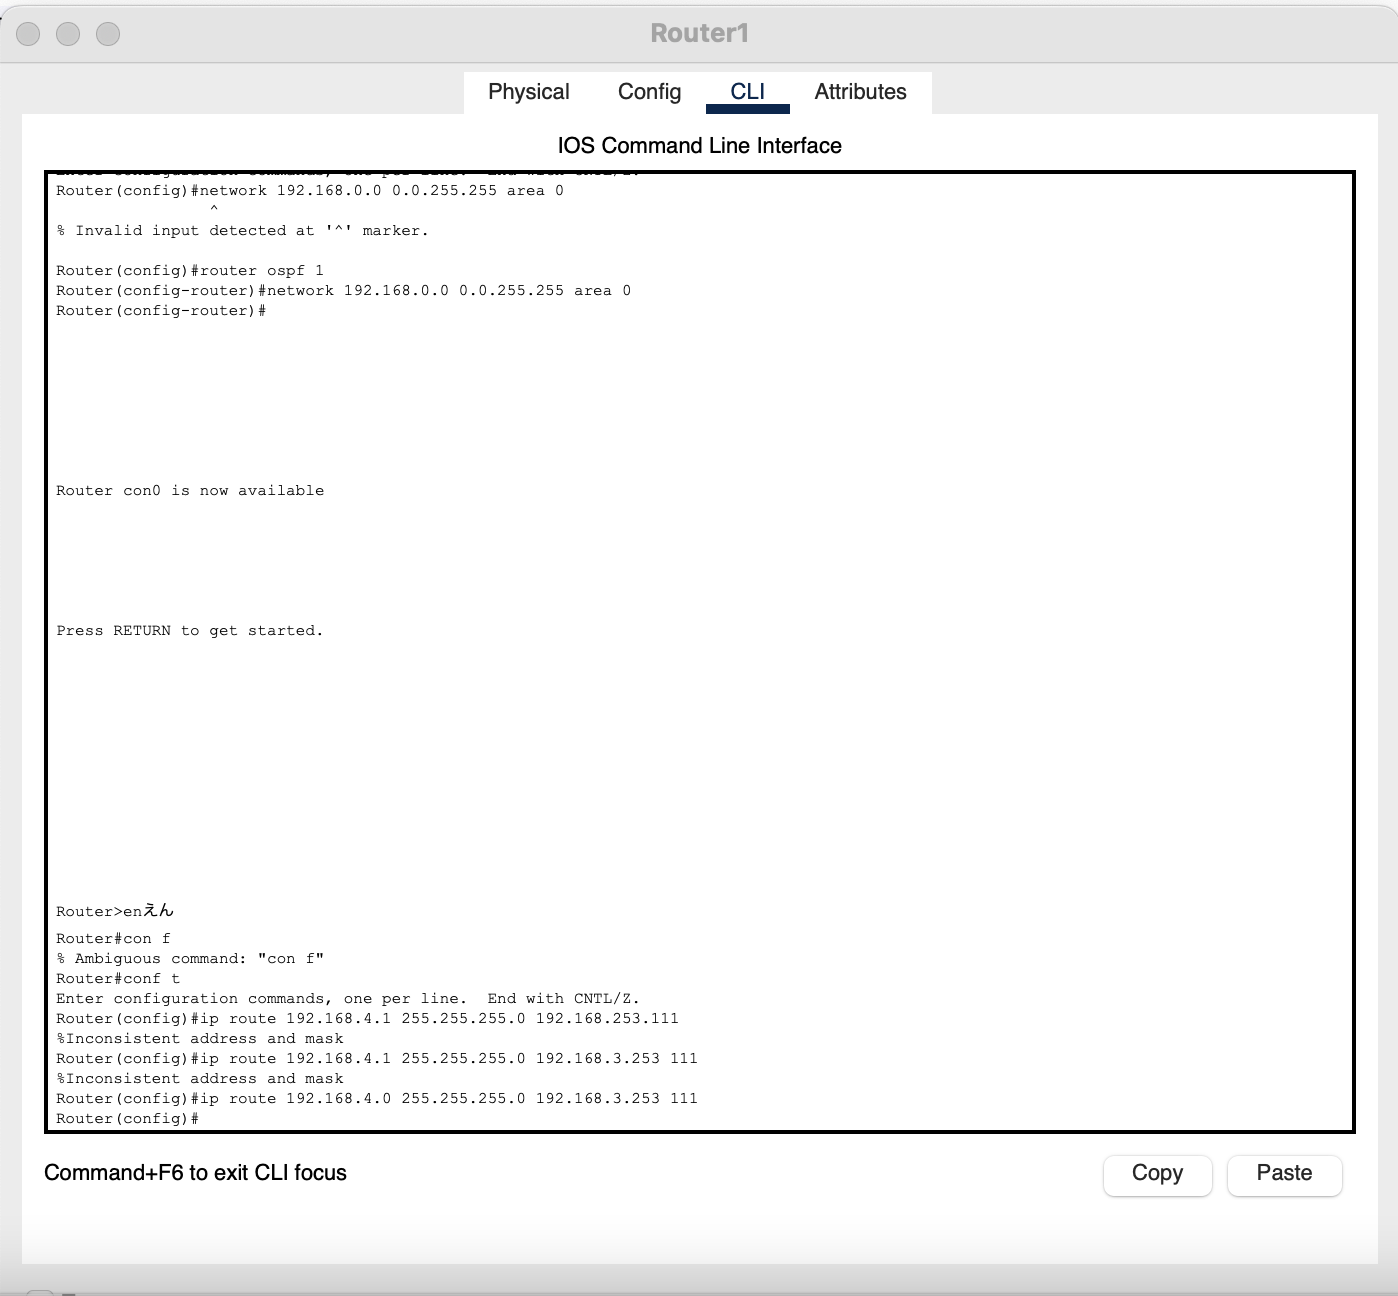 Router1
Physical Config CLI Attributes
IOS Command Line Interface
Router(config)#network 192.168.0.0 0.0.255.255 area 0
^
% Invalid input detected at '^' marker.
Router(config)#router ospf 1
Router(config-router)#network 192.168.0.0 0.0.255.255 area 0
Router(config-router)#
Router con0 is now available
Press RETURN to get started.
Router>enえん
Router#con f
% Ambiguous command: "con f"
Router#conf t
Enter configuration commands, one per line.  End with CNTL/Z.
Router(config)#ip route 192.168.4.1 255.255.255.0 192.168.253.111
%Inconsistent address and mask
Router(config)#ip route 192.168.4.1 255.255.255.0 192.168.3.253 111
%Inconsistent address and mask
Router(config)#ip route 192.168.4.0 255.255.255.0 192.168.3.253 111
Router(config)#
Command+F6 to exit CLI focus
Copy Paste